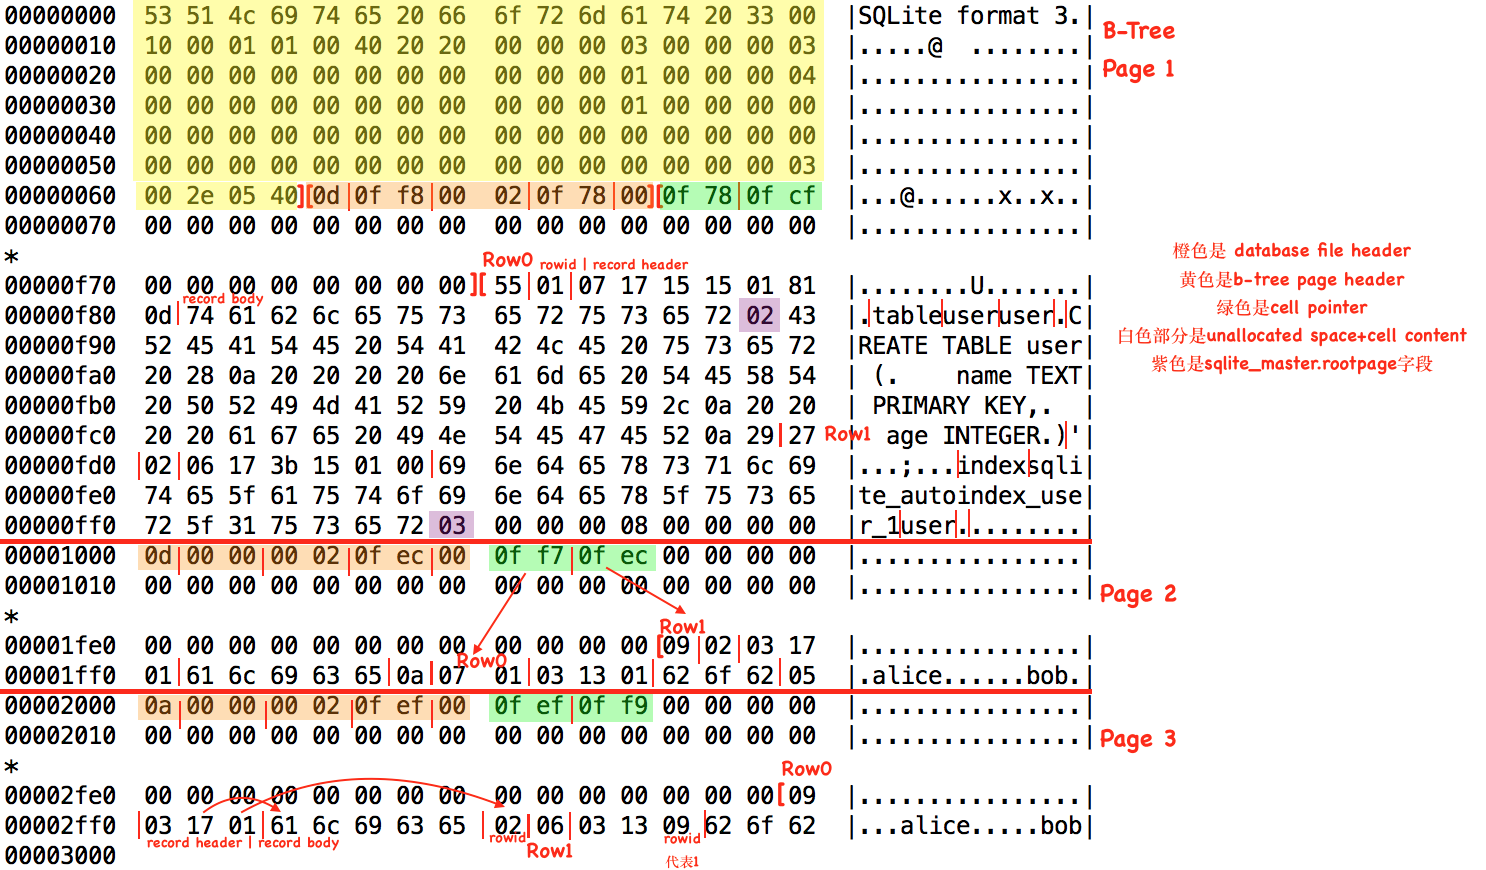 00000000 53 51 4c 69 74 65 20 66 6f 72 6d 61 74 20 33 00 |SQLite format 3.|
B-Tree
00000010 10 00 01 01 00 40 20 20 00 00 00 03 00 00 00 03 |.....@  ........|
Page 1
00000020 00 00 00 00 00 00 00 00 00 00 00 01 00 00 00 04 |................|
00000030 00 00 00 00 00 00 00 00 00 00 00 01 00 00 00 00 |................|
00000040 00 00 00 00 00 00 00 00 00 00 00 00 00 00 00 00 |................|
00000050 00 00 00 00 00 00 00 00 00 00 00 00 00 00 00 03 |................|
00000060 00 2e 05 40][0d 0f f8 00 02 0f 78 00][0f 78 0f cf |...@......x..x..|
00000070 00 00 00 00 00 00 00 00 00 00 00 00 00 00 00 00 |................|
*
橙色是 database file header
黄色是b-tree page header
绿色是cell pointer
白色部分是unallocated space+cell content
紫色是sqlite_master.rootpage字段
Row0 rowid | record header
00000f70 00 00 00 00 00 00 00 00][55 01 07 17 15 15 01 81 |........U.......|
record body
00000f80 0d 74 61 62 6c 65 75 73 65 72 75 73 65 72 02 43 |.tableuseruser.C|
00000f90 52 45 41 54 45 20 54 41 42 4c 45 20 75 73 65 72 |REATE TABLE user|
00000fa0 20 28 0a 20 20 20 20 6e 61 6d 65 20 54 45 58 54 | (.    name TEXT|
00000fb0 20 50 52 49 4d 41 52 59 20 4b 45 59 2c 0a 20 20 | PRIMARY KEY,.  |
00000fc0 20 20 61 67 65 20 49 4e 54 45 47 45 52 0a 29 27 Row1 |  age INTEGER.)'|
00000fd0 02 06 17 3b 15 01 00 69 6e 64 65 78 73 71 6c 69 |...;...indexsqli|
00000fe0 74 65 5f 61 75 74 6f 69 6e 64 65 78 5f 75 73 65 |te_autoindex_use|
00000ff0 72 5f 31 75 73 65 72 03 00 00 00 08 00 00 00 00 |r_1user.........|
00001000 0d 00 00 00 02 0f ec 00 0f f7 0f ec 00 00 00 00 |................|
00001010 00 00 00 00 00 00 00 00 00 00 00 00 00 00 00 00 |................|
Page 2
*
Row1
00001fe0 00 00 00 00 00 00 00 00 00 00 00 00 [09 02 03 17 |................|
Row0
00001ff0 01 61 6c 69 63 65 0a 07 01 03 13 01 62 6f 62 05 |.alice......bob.|
00002000 0a 00 00 00 02 0f ef 00 0f ef 0f f9 00 00 00 00 |................|
00002010 00 00 00 00 00 00 00 00 00 00 00 00 00 00 00 00 |................|
Page 3
*
Row0
00002fe0 00 00 00 00 00 00 00 00 00 00 00 00 00 00 00 [09 |................|
00002ff0 03 17 01 61 6c 69 63 65 02 06 03 13 09 62 6f 62 |...alice.....bob|
record header | record body rowid Row1 rowid
代表1
00003000